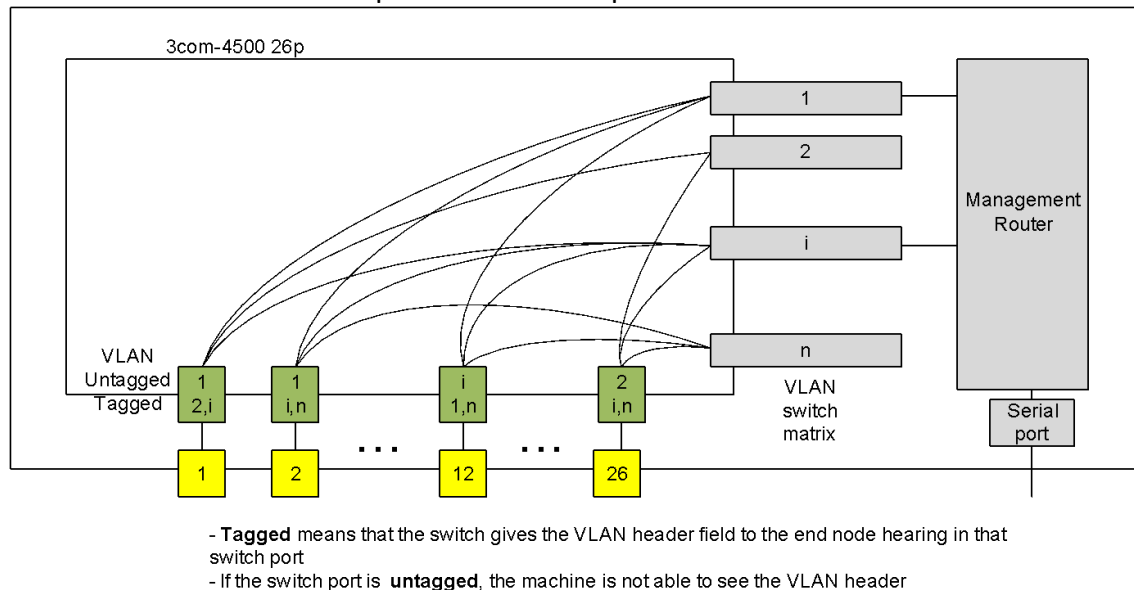 3com-4500 26p
1
2
i
n
Management
Router
VLAN
Untagged
Tagged
1
2,i
1
i,n
i
1,n
2
i,n
VLAN
switch
matrix
Serial
port
...
...
1
2
12
26
- Tagged means that the switch gives the VLAN header field to the end node hearing in that
switch port
- If the switch port is untagged, the machine is not able to see the VLAN header